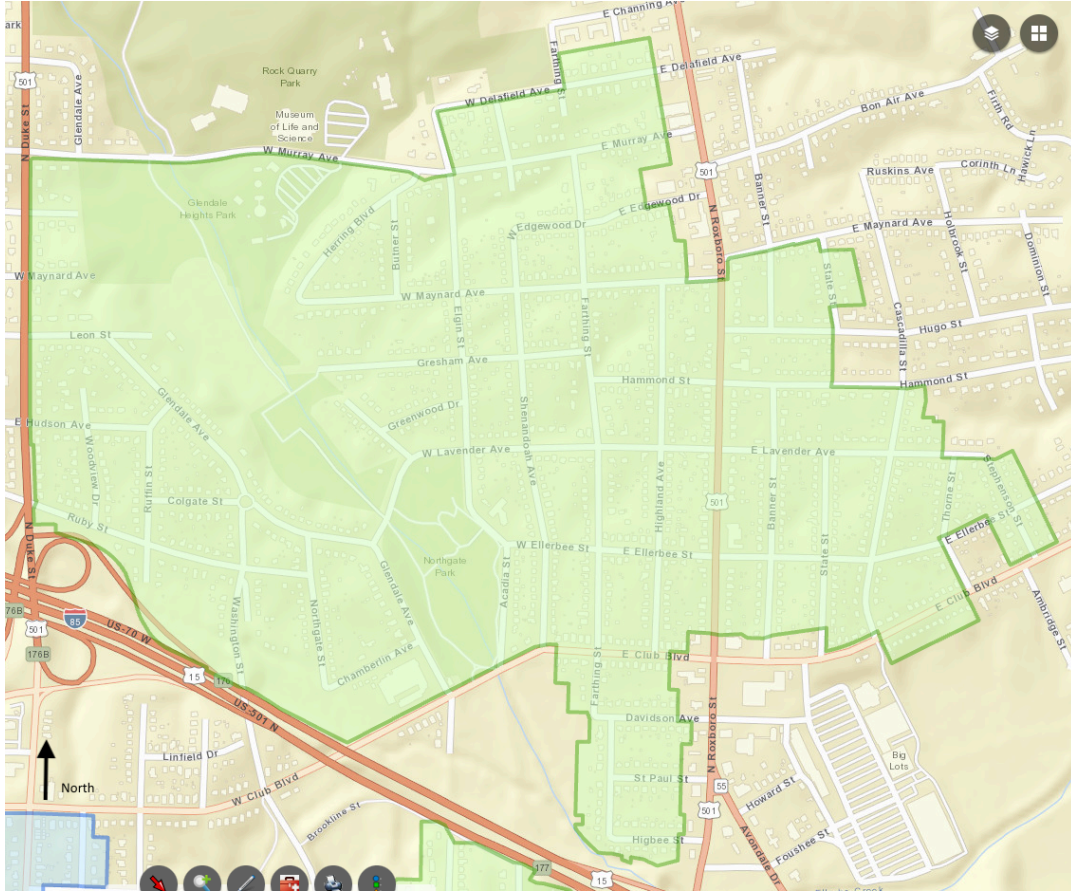 E Channing Ave
ark
501
Glendale Ave
N Duke St
Rock Quarry
Park
Museum
of Life and
Science
W Murray Ave
Farthing St
W Delafield Ave
E Delafield Ave
E Murray Ave
501
Bon Air Ave
Firth Rd
Hawick Ln
Corinth Ln
Ruskins Ave
Banner St
N Roxboro St
E Maynard Ave
Holbrook St
Dominion St
Glendale
Heights Park
Herring Blvd
Butner St
W Edgewood Dr
E Edgewood Dr
W Maynard Ave
W Maynard Ave
State St
Hugo St
Cascadilla St
Hammond St
Leon St
Elgin St
Farthing St
Gresham Ave
Hammond St
Glendale Ave
Greenwood Dr
Shenandoah Ave
E Hudson Ave
Woodview Dr
Ruffin St
W Lavender Ave
E Lavender Ave
Highland Ave
Banner St
501
Thorne St
Stephenson St
Colgate St
Ruby St
N Duke St
W Ellerbee St
E Ellerbee St
E Ellerbee St
State St
Northgate
Park
Acadia St
Glendale Ave
Washington St
Northgate St
Chamberlin Ave
E Club Blvd
Ambridge St
76B
85
US-70 W
501
176B
15
176
US-501 N
E Club Blvd
Farthing St
Davidson Ave
N Roxboro St
St Paul St
55
501
Howard St
Big
Lots
Avondale Dr
Foushee St
Higbee St
Linfield Dr
North
W Club Blvd
Brookline St
177
15